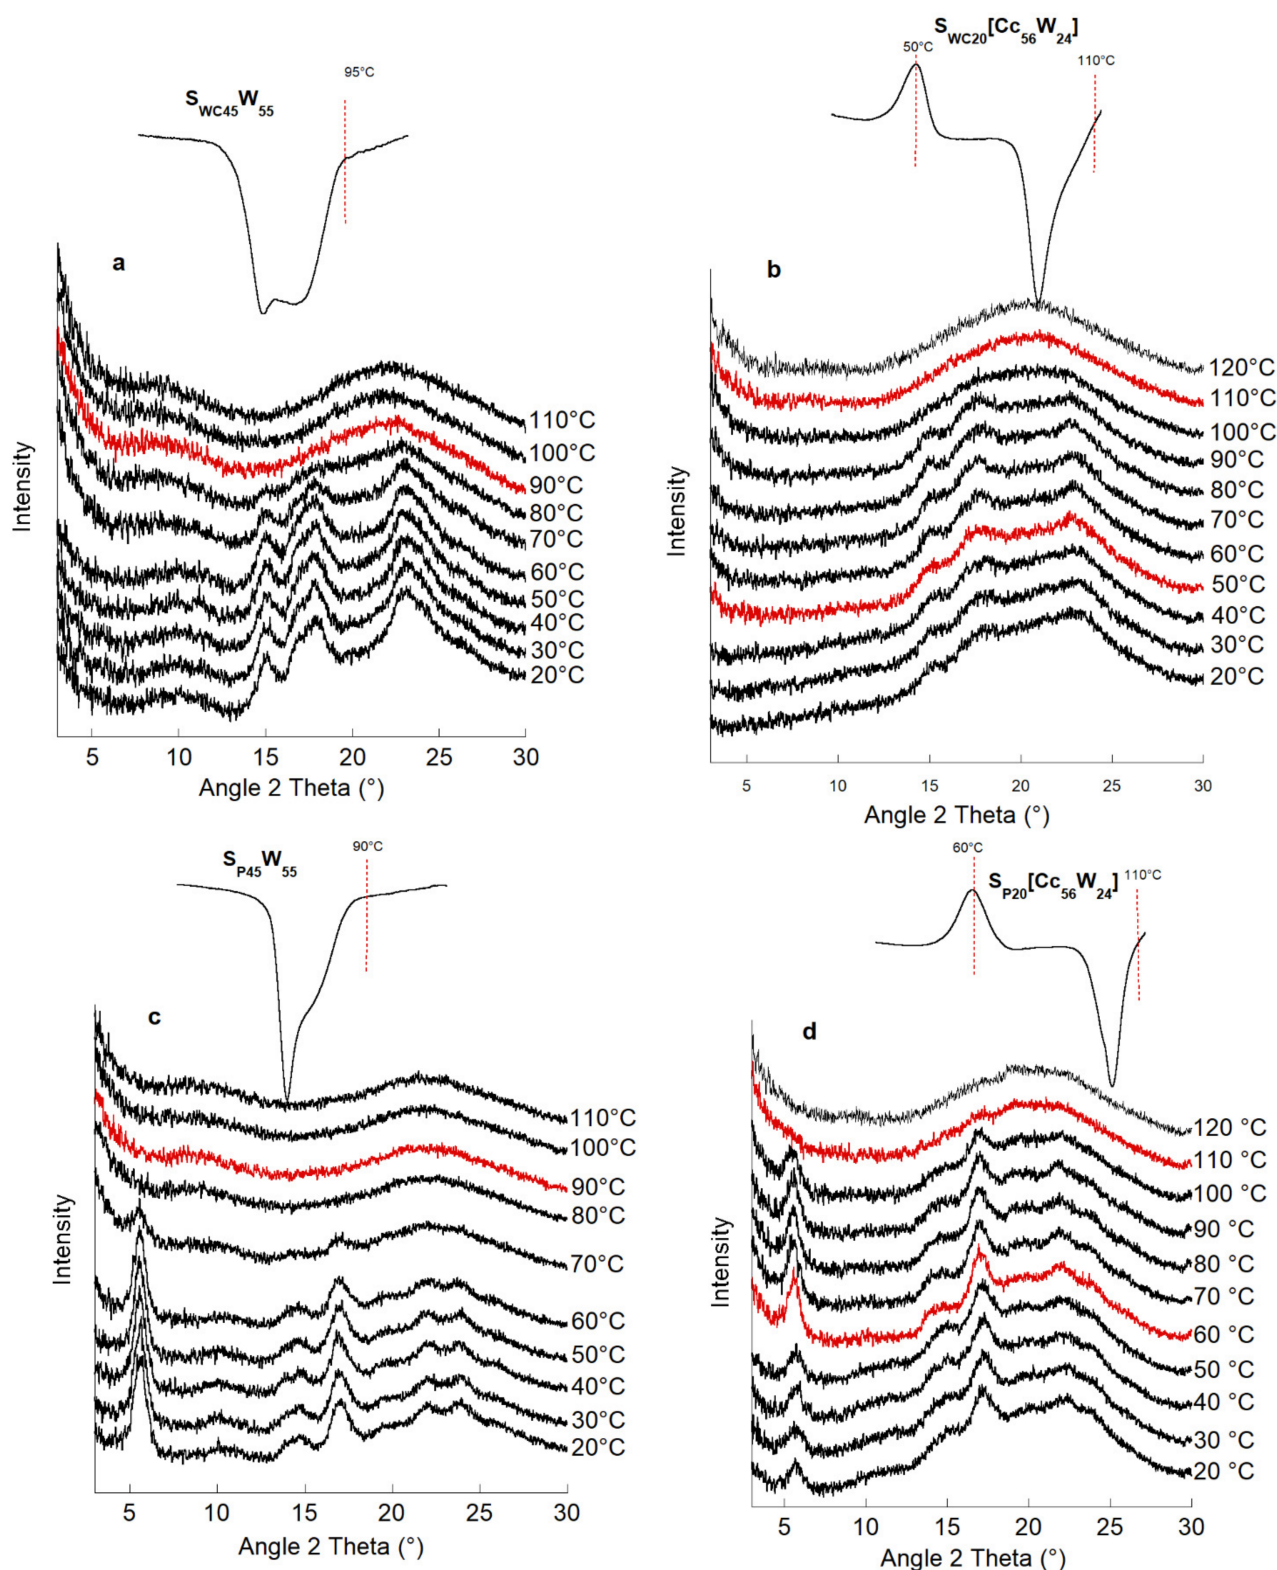 95°C
S_WC45W_55
a
110°C
100°C
90°C
80°C
70°C
60°C
50°C
40°C
30°C
20°C
Intensity
5 10 15 20 25 30
Angle 2 Theta (°)
S_WC20[Cc_56W_24]
50°C
110°C
b
120°C
110°C
100°C
90°C
80°C
70°C
60°C
50°C
40°C
30°C
20°C
Intensity
5 10 15 20 25 30
Angle 2 Theta (°)
90°C
S_P45W_55
c
110°C
100°C
90°C
80°C
70°C
60°C
50°C
40°C
30°C
20°C
Intensity
5 10 15 20 25 30
Angle 2 Theta (°)
60°C
S_P20[Cc_56W_24]
110°C
d
120 °C
110 °C
100 °C
90 °C
80 °C
70 °C
60 °C
50 °C
40 °C
30 °C
20 °C
Intensity
5 10 15 20 25 30
Angle 2 Theta (°)